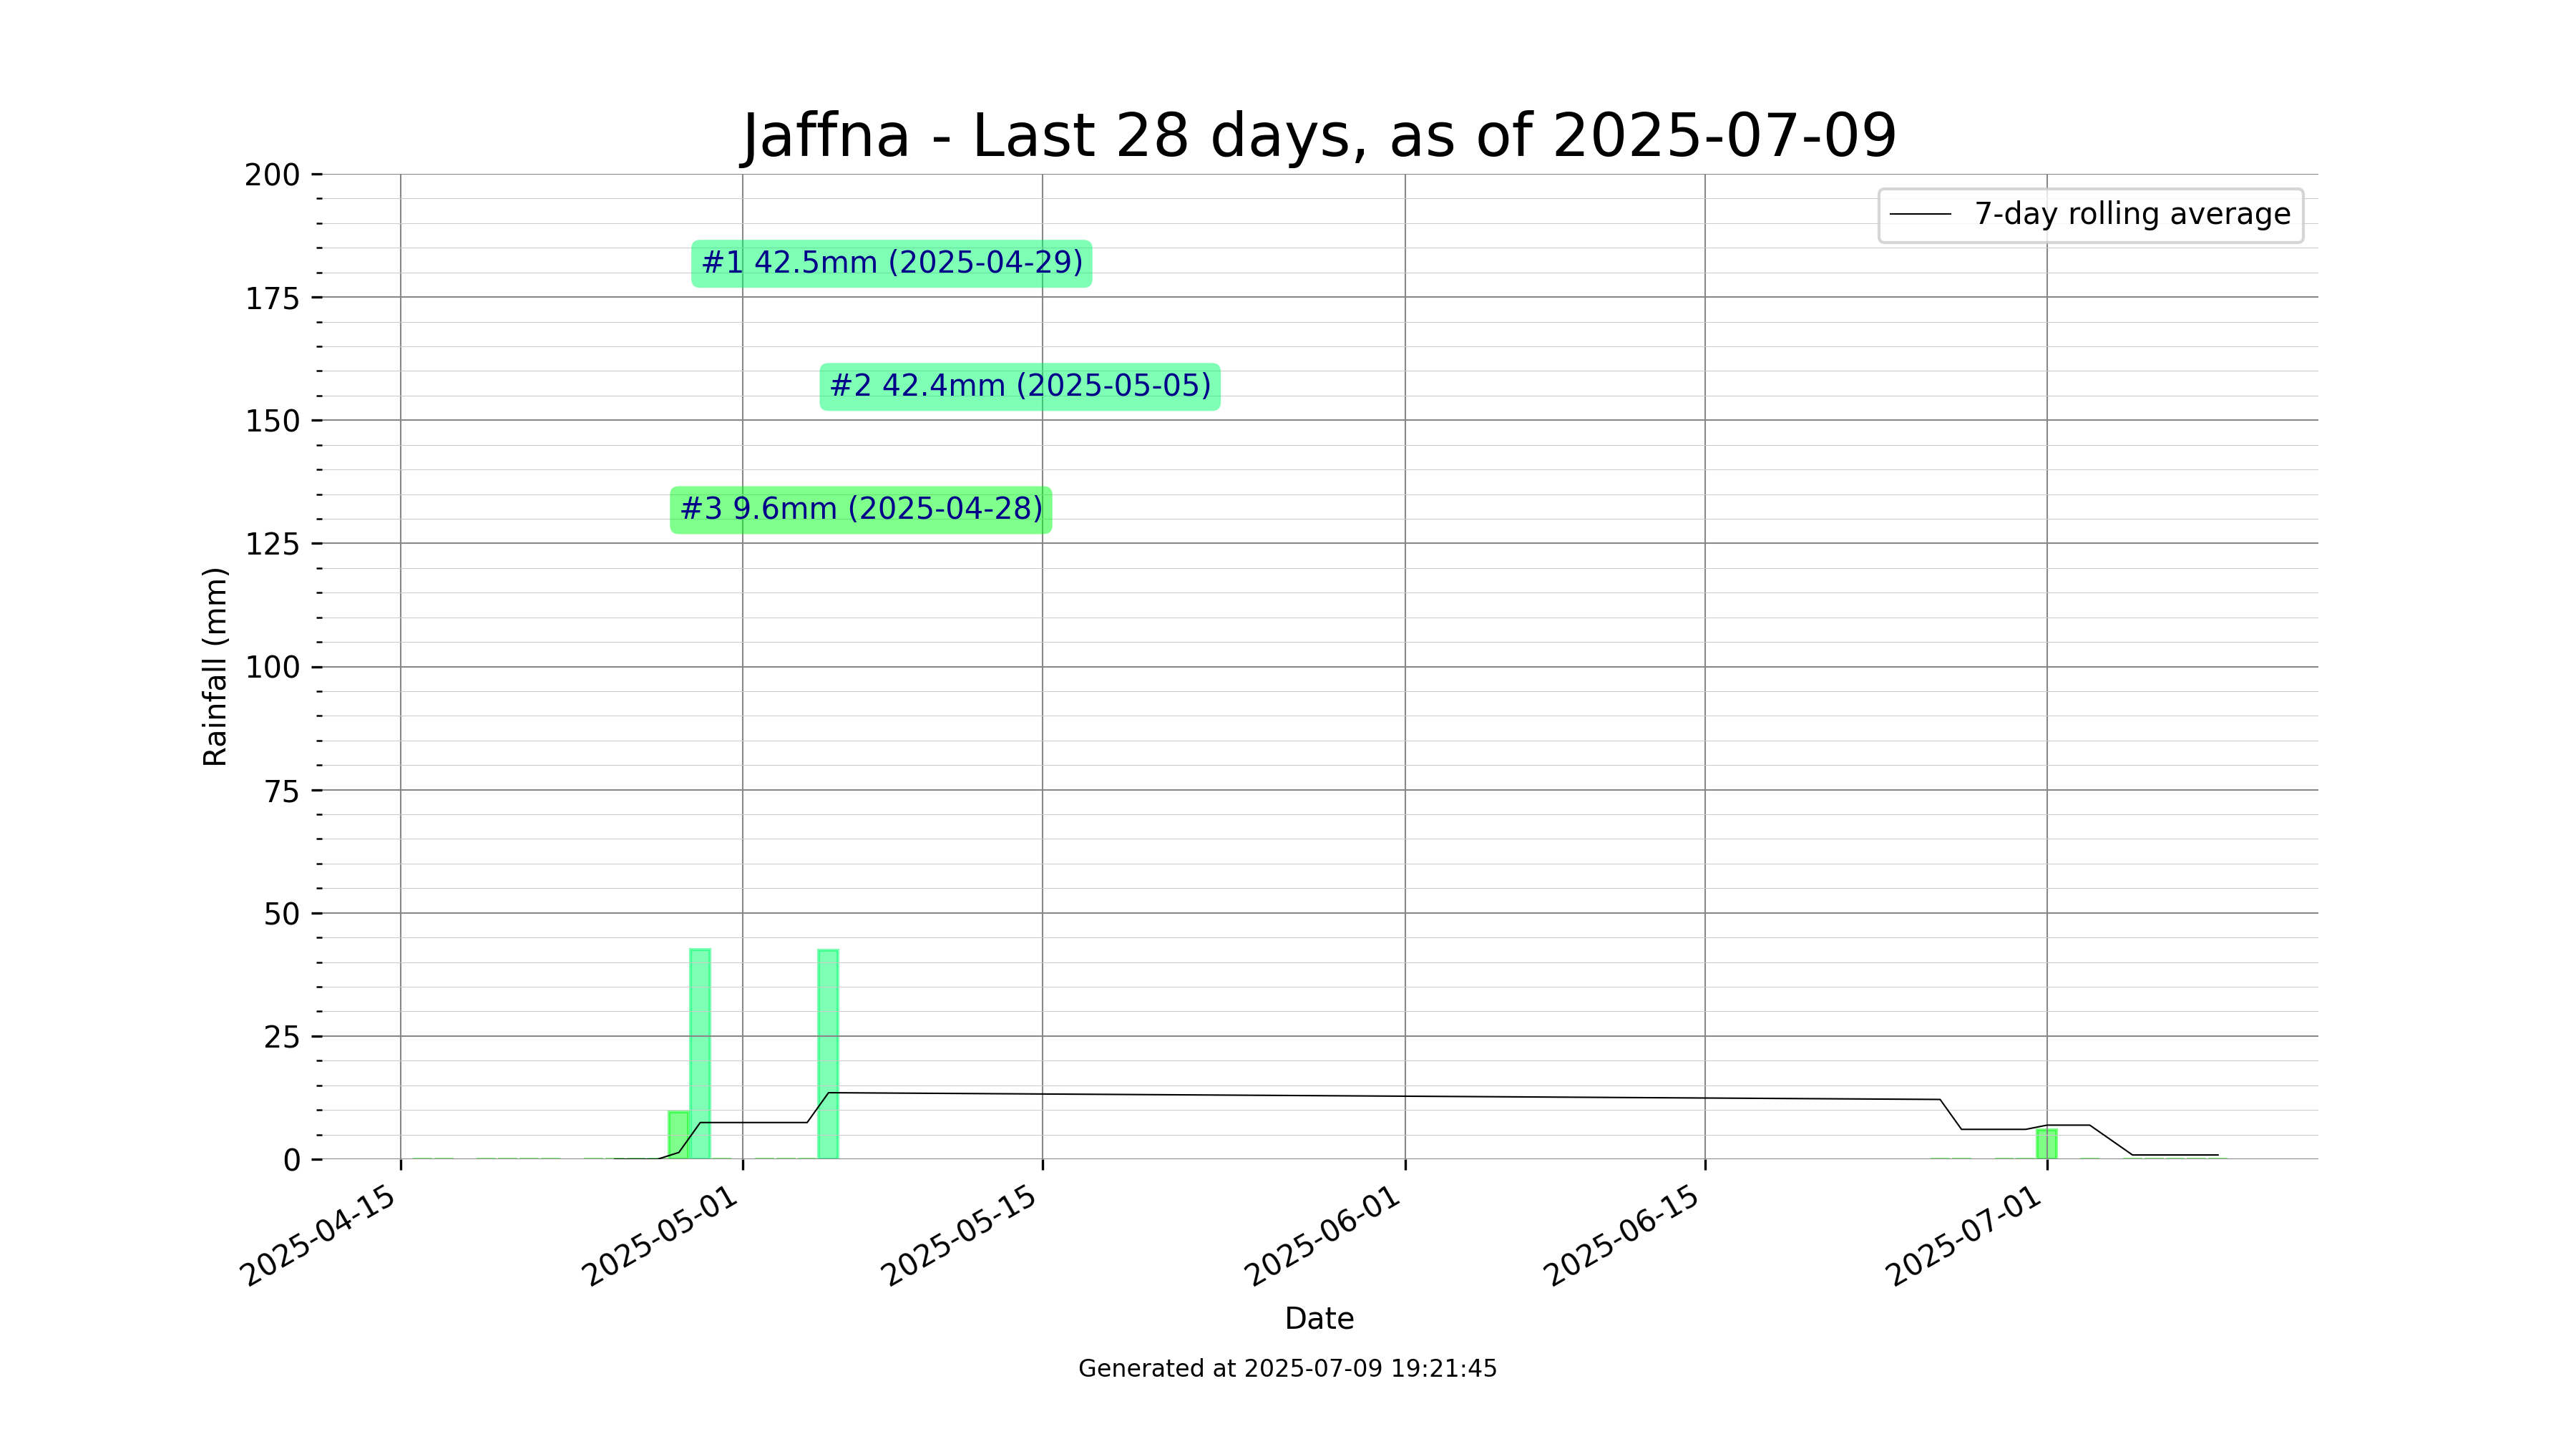 Jaffna - Last 28 days, as of 2025-07-09
7-day rolling average
#1 42.5mm (2025-04-29)
#2 42.4mm (2025-05-05)
#3 9.6mm (2025-04-28)
Rainfall (mm)
200
175
150
125
100
75
50
25
0
2025-04-15
2025-05-01
2025-05-15
2025-06-01
2025-06-15
2025-07-01
Date
Generated at 2025-07-09 19:21:45